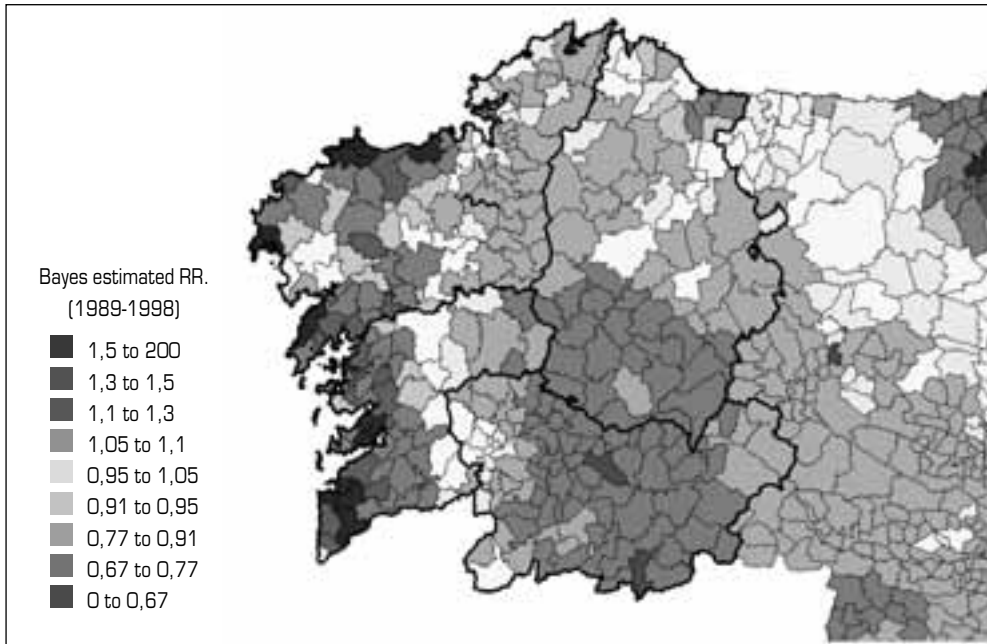 Bayes estimated RR.
(1989-1998)
1,5 to 200
1,3 to 1,5
1,1 to 1,3
1,05 to 1,1
0,95 to 1,05
0,91 to 0,95
0,77 to 0,91
0,67 to 0,77
0 to 0,67